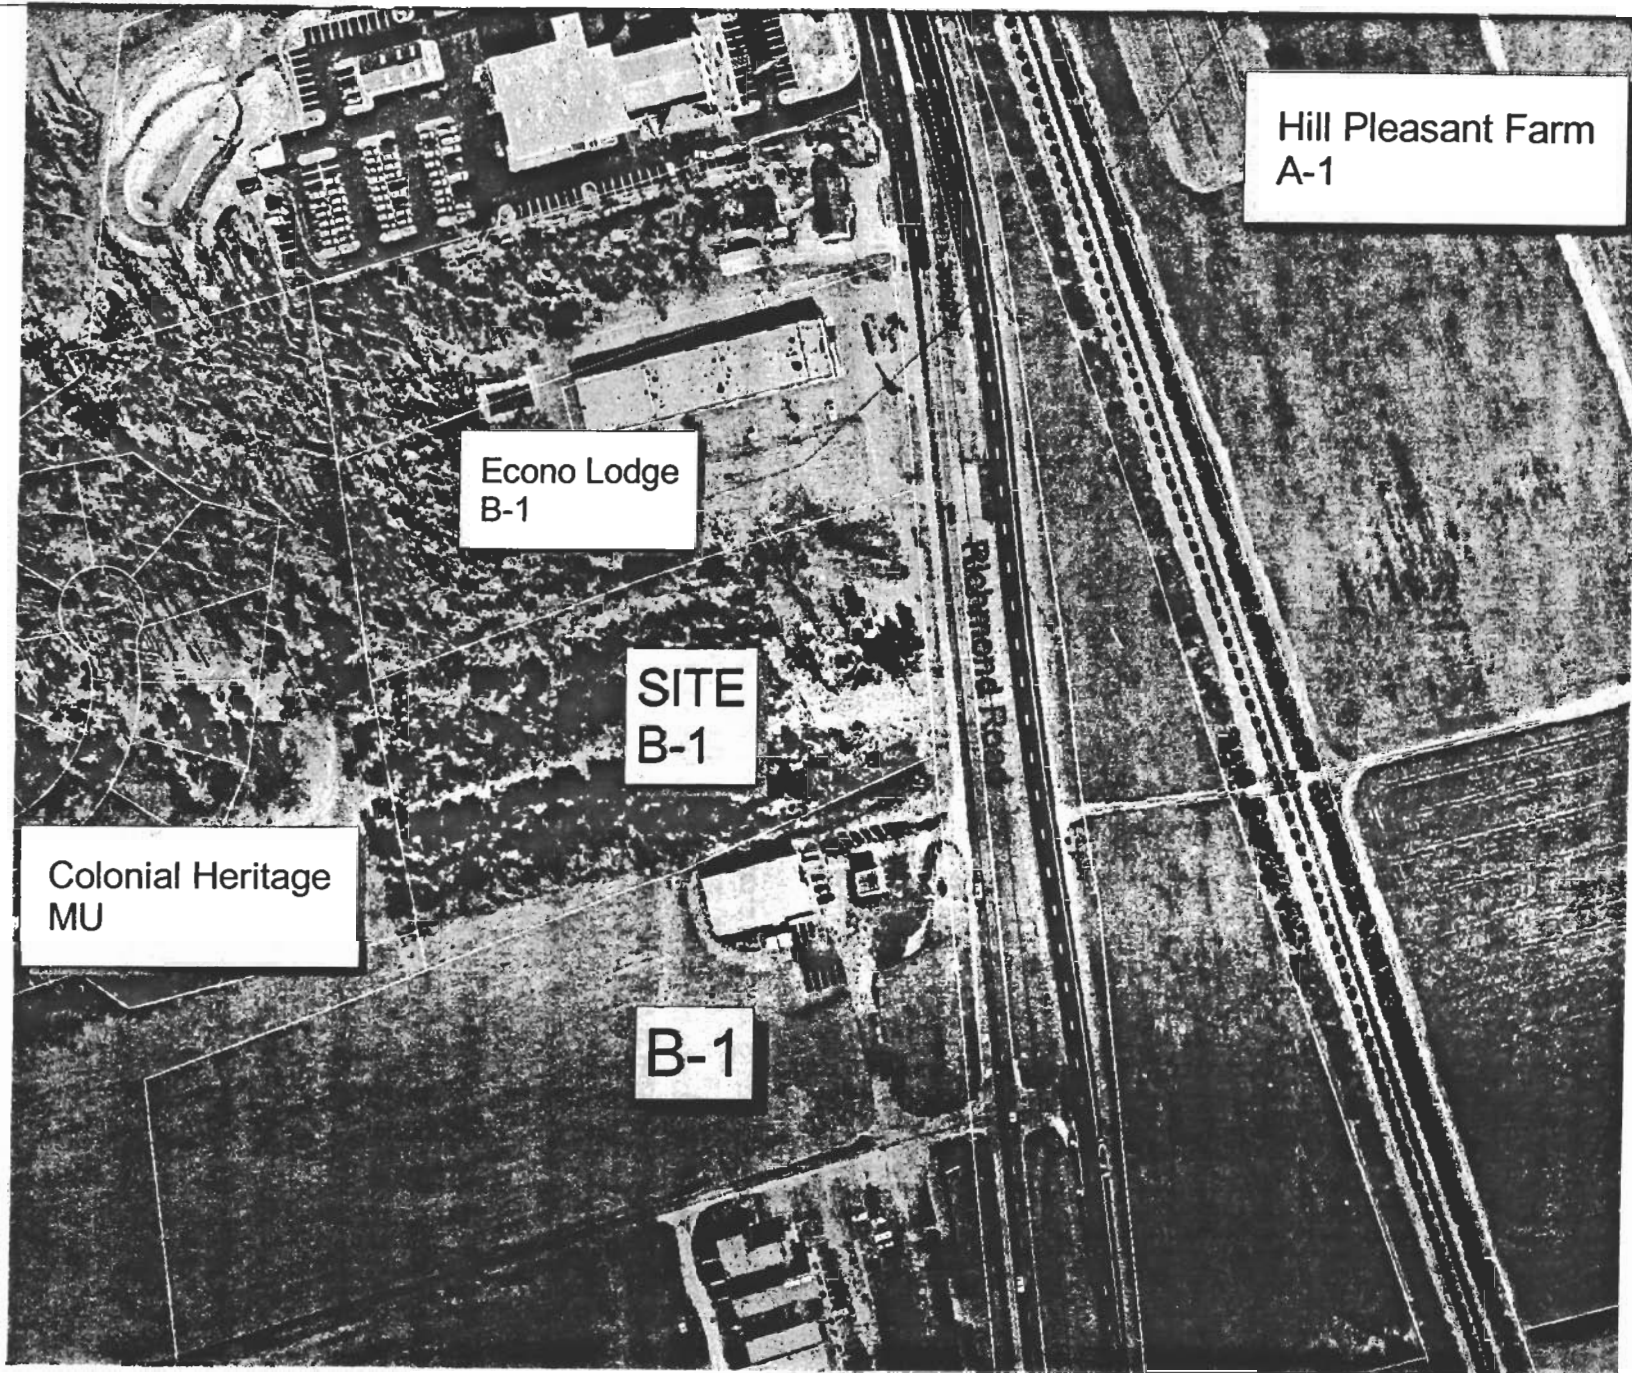 Hill Pleasant Farm
A-1
Econo Lodge
B-1
Richmond Road
SITE
B-1
Colonial Heritage
MU
B-1